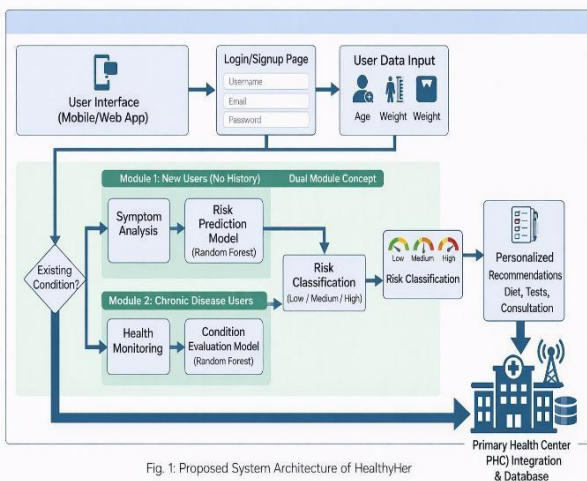 User Interface
(Mobile/Web App)
Login/Signup Page
Username
Email
Password
User Data Input
Age Weight Weight
Module 1: New Users (No History) Dual Module Concept
Symptom
Analysis
Risk
Prediction
Model
(Random Forest)
Existing
Condition?
Module 2: Chronic Disease Users
Health
Monitoring
Condition
Evaluation Model
(Random Forest)
Risk
Classification
(Low / Medium / High)
Low Medium High
Risk Classification
Personalized
Recommendations
Diet, Tests,
Consultation
Primary Health Center
PHC) Integration
& Database
Fig. 1: Proposed System Architecture of HealthyHer